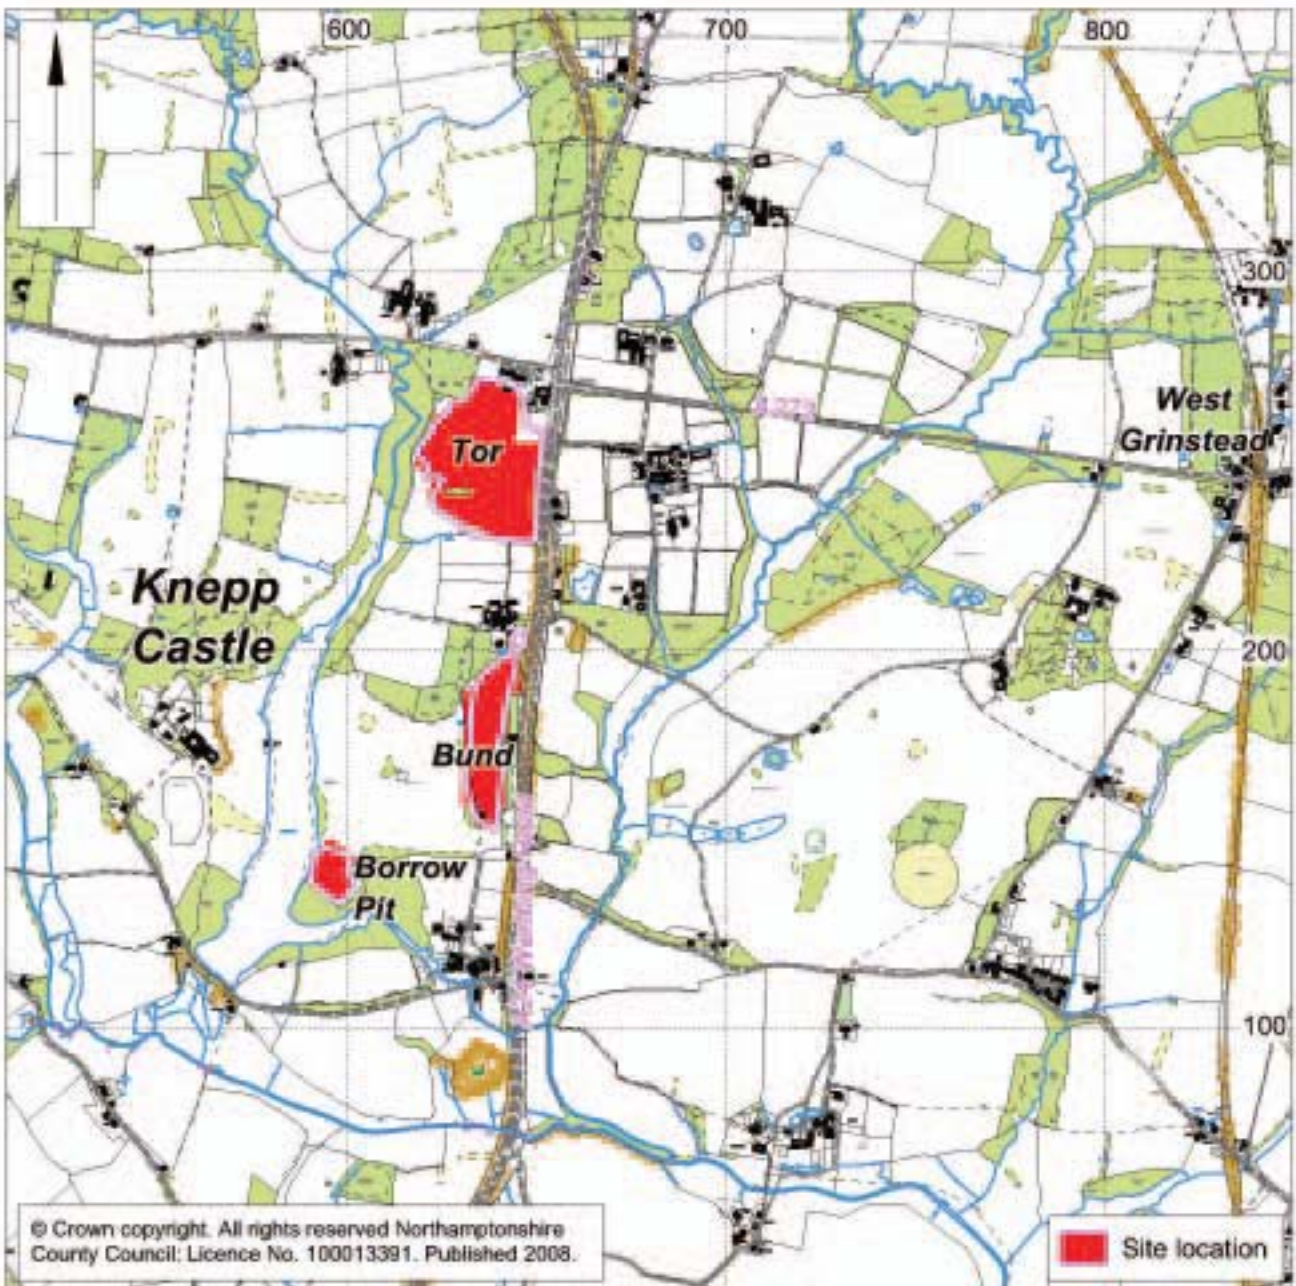 600
700
800
300
West
Grinstead
Tor
Knepp
Castle
200
Bund
Borrow
Pit
100
© Crown copyright. All rights reserved Northamptonshire
County Council: Licence No. 100013391. Published 2008.
Site location